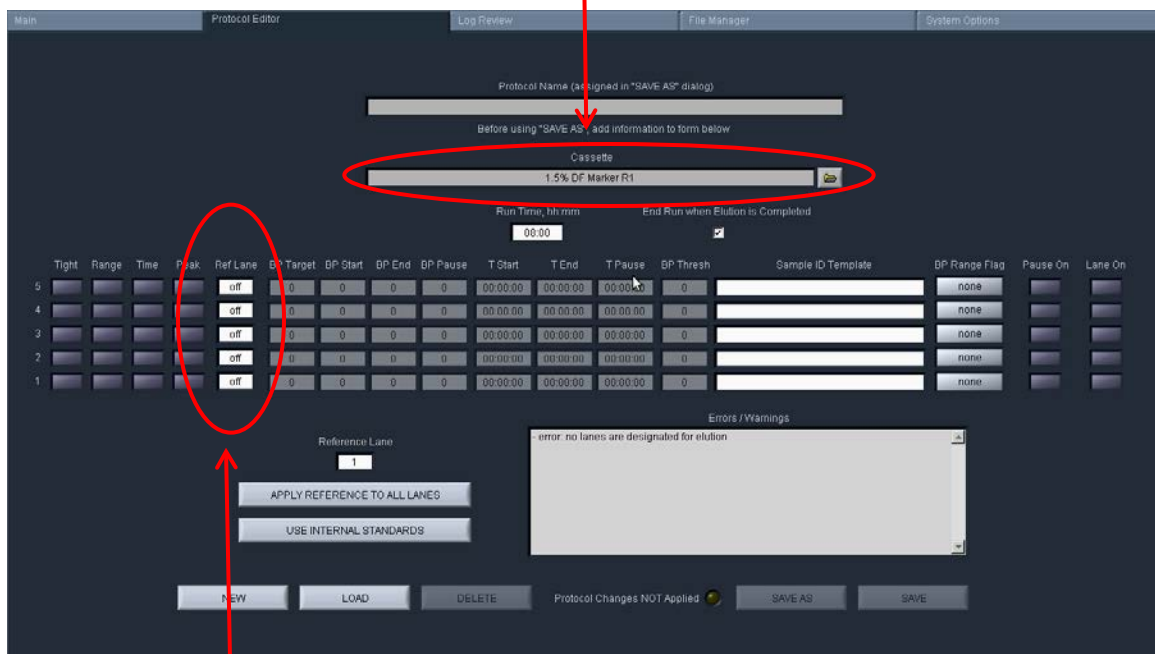 Main Protocol Editor Log Review File Manager System Options
Protocol Name (assigned in "SAVE AS" dialog)
Before using "SAVE AS", add information to form below
Cassette
1.5% DF Marker R1
Run Time, hh:mm End Run when Elution is Completed
08:00
Tight Range Time Peak Ref Lane BP Target BP Start BP End BP Pause T Start T End T Pause BP Thresh Sample ID Template BP Range Flag Pause On Lane On
5 off 0 0 0 0 00:00:00 00:00:00 00:00:00 0 none
4 off 0 0 0 0 00:00:00 00:00:00 00:00:00 0 none
3 off 0 0 0 0 00:00:00 00:00:00 00:00:00 0 none
2 off 0 0 0 0 00:00:00 00:00:00 00:00:00 0 none
1 off 0 0 0 0 00:00:00 00:00:00 00:00:00 0 none
Errors / Warnings
- error: no lanes are designated for elution
Reference Lane
1
APPLY REFERENCE TO ALL LANES
USE INTERNAL STANDARDS
NEW LOAD DELETE Protocol Changes NOT Applied SAVE AS SAVE